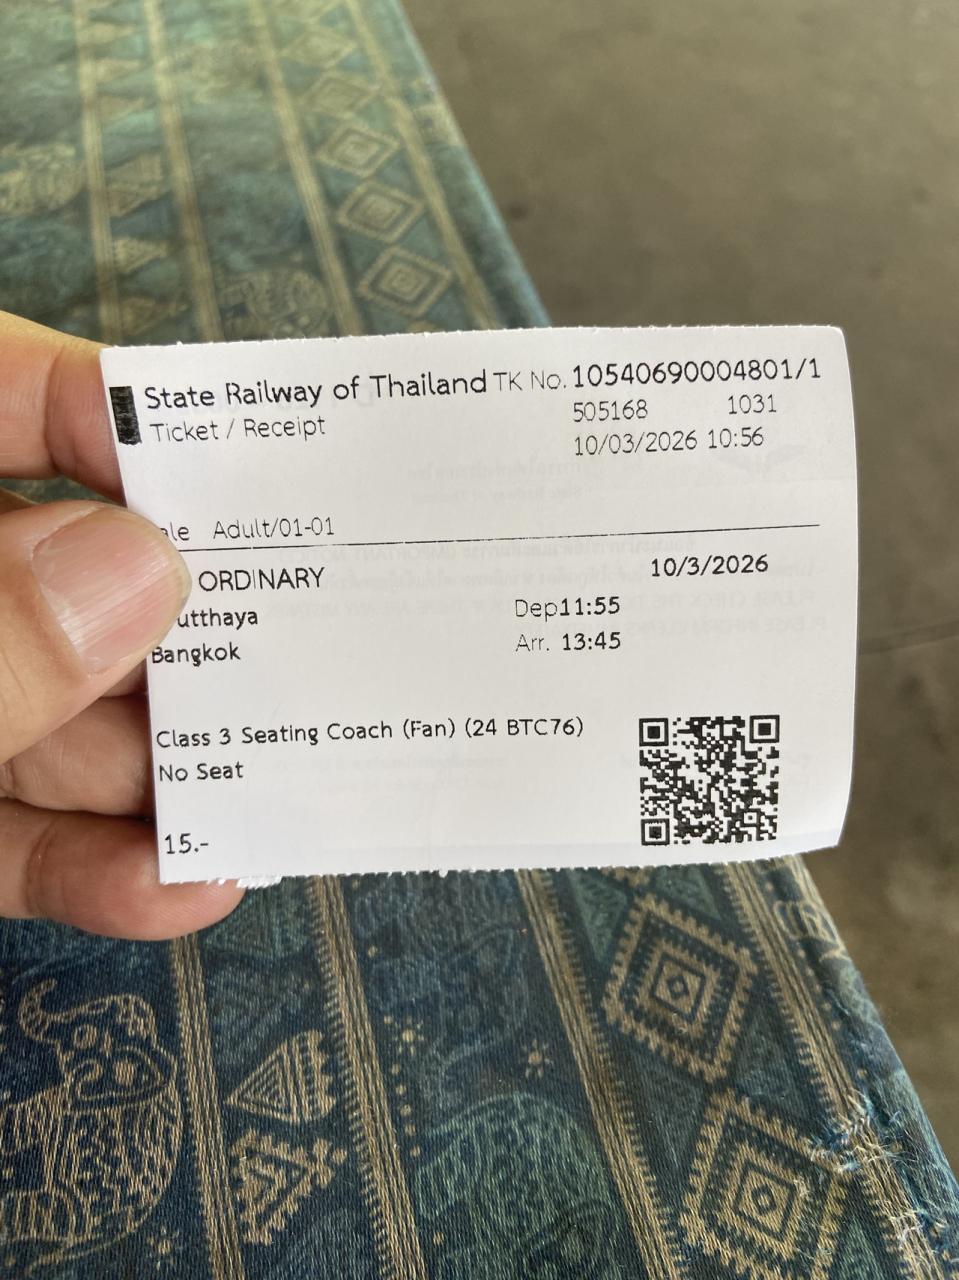 State Railway of Thailand TK No. 10540690004801/1
Ticket / Receipt 505168 1031
10/03/2026 10:56
Adult/01-01
ORDINARY 10/3/2026
utthaya Dep11:55
Bangkok Arr. 13:45
Class 3 Seating Coach (Fan) (24 BTC76)
No Seat
15.-